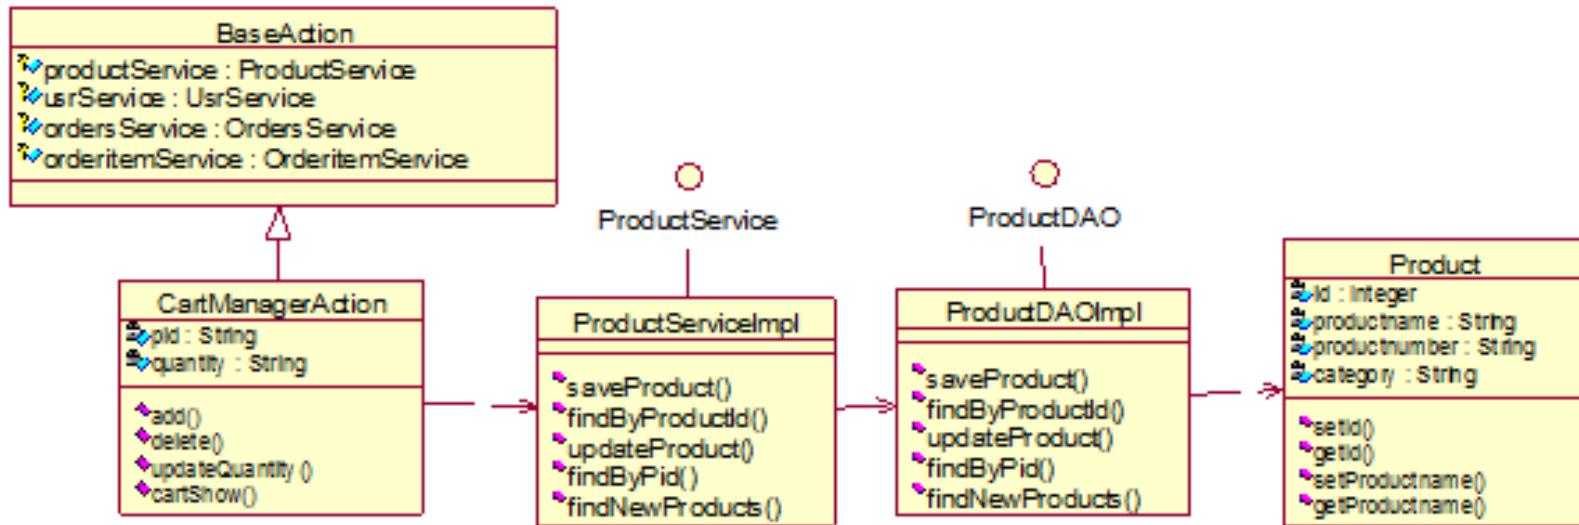 BaseAction
productService : ProductService
usrService : UsrService
ordersService : OrdersService
orderitemService : OrderitemService
ProductService
ProductDAO
CartManagerAction
pid : String
quantity : String
add()
delete()
updateQuantity()
cartShow()
ProductServiceImpl
saveProduct()
findByProductId()
updateProduct()
findByPid()
findNewProducts()
ProductDAOImpl
saveProduct()
findByProductId()
updateProduct()
findByPid()
findNewProducts()
Product
id : Integer
productname : String
productnumber : String
category : String
setId()
getId()
setProductname()
getProductname()